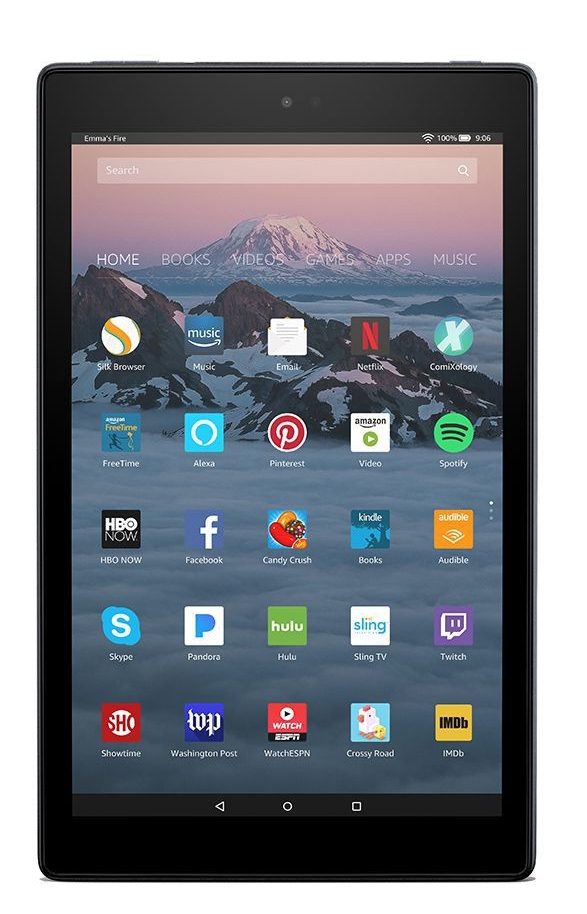 Emma's Fire 100% 9:06
Search
HOME BOOKS VIDEOS GAMES APPS MUSIC
music
Silk Browser Music Email Netflix ComiXology
amazon FreeTime amazon
FreeTime Alexa Pinterest Video Spotify
HBO NOW kindle audible
HBO NOW Facebook Candy Crush Books Audible
hulu sling
Skype Pandora Hulu Sling TV Twitch
SHO wp WATCH ESPN IMDb
Showtime Washington Post WatchESPN Crossy Road IMDb